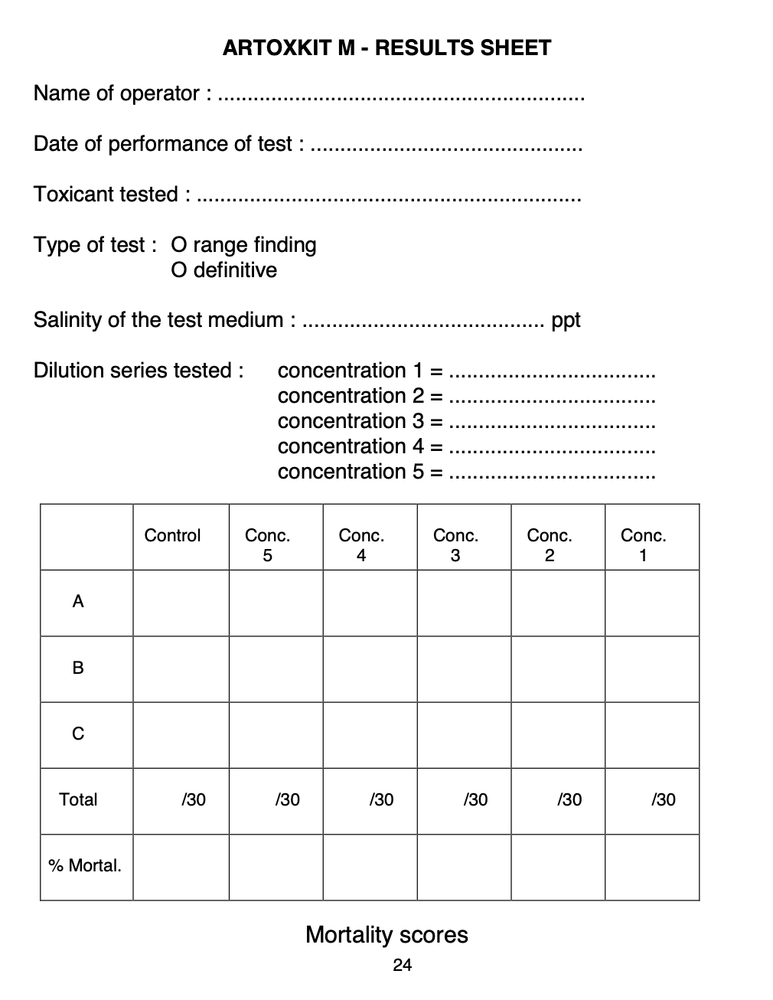 ARTOXKIT M - RESULTS SHEET
Name of operator : ..............................................................
Date of performance of test : ..............................................
Toxicant tested : .................................................................
Type of test : O range finding
O definitive
Salinity of the test medium : ......................................... ppt
Dilution series tested : concentration 1 = ...................................
concentration 2 = ...................................
concentration 3 = ...................................
concentration 4 = ...................................
concentration 5 = ...................................
Control Conc. 5 Conc. 4 Conc. 3 Conc. 2 Conc. 1
A
B
C
Total /30 /30 /30 /30 /30 /30
% Mortal.
Mortality scores
24